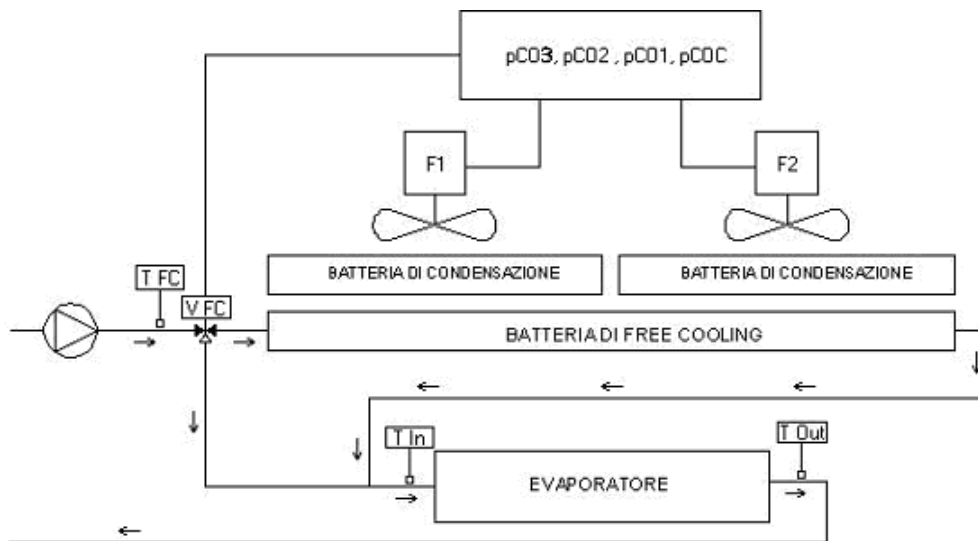 pCO3, pCO2 , pCO1, pCOC
F1
F2
BATTERIA DI CONDENSAZIONE
BATTERIA DI CONDENSAZIONE
T FC
V FC
BATTERIA DI FREE COOLING
T In
T Out
EVAPORATORE